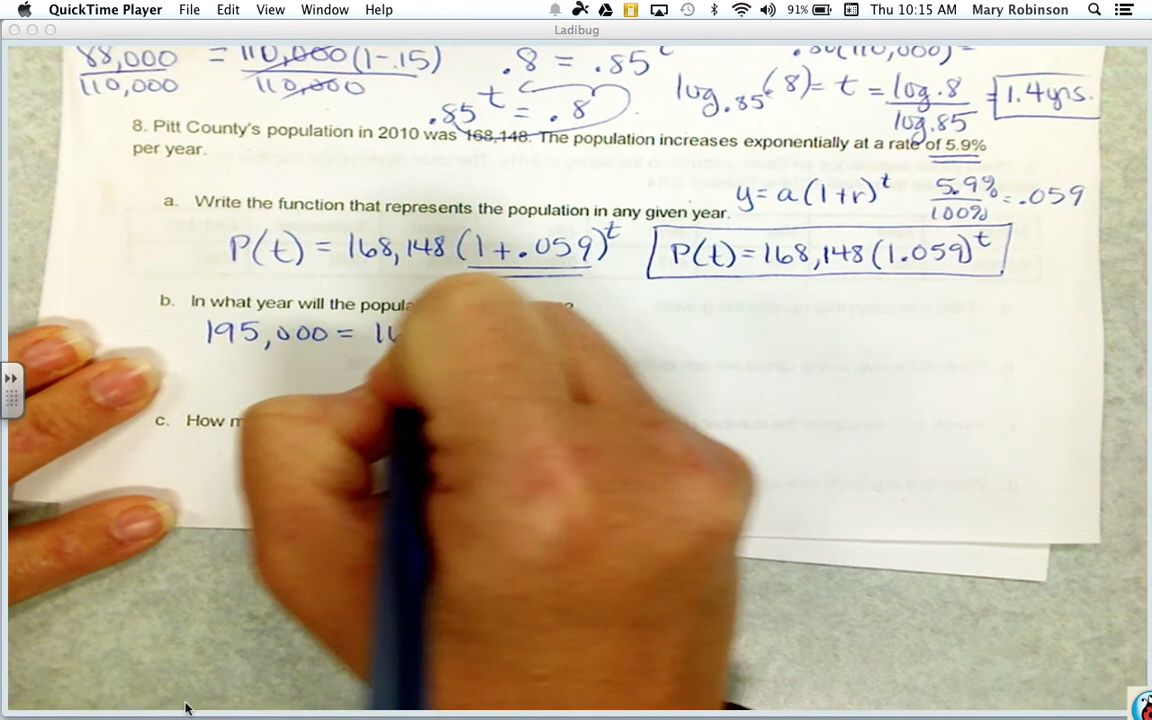 QuickTime Player File Edit View Window Help 91% Thu 10:15 AM Mary Robinson
Ladibug
88,000 = 110,000(1-.15) .8 = .85^t
110,000 110,000
log.85(.8)= t = log.8 = 1.4yrs.
log.85
.85^t = .8
8. Pitt County's population in 2010 was 168,148. The population increases exponentially at a rate of 5.9%
per year.
a. Write the function that represents the population in any given year.
y= a(1+r)^t 5.9% = .059
100%
P(t) = 168,148 (1+.059)^t P(t)=168,148(1.059)^t
b. In what year will the
195,000 =
c. How